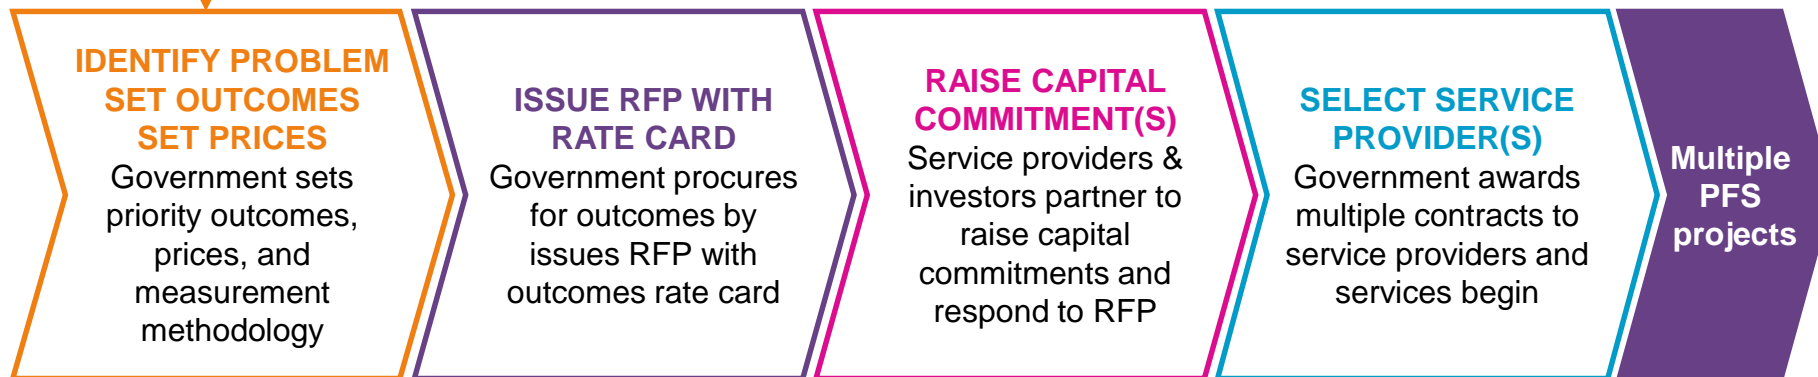 IDENTIFY PROBLEM
SET OUTCOMES
SET PRICES
Government sets
priority outcomes,
prices, and
measurement
methodology
ISSUE RFP WITH
RATE CARD
Government procures
for outcomes by
issues RFP with
outcomes rate card
RAISE CAPITAL
COMMITMENT(S)
Service providers &
investors partner to
raise capital
commitments and
respond to RFP
SELECT SERVICE
PROVIDER(S)
Government awards
multiple contracts to
service providers and
services begin
Multiple
PFS
projects